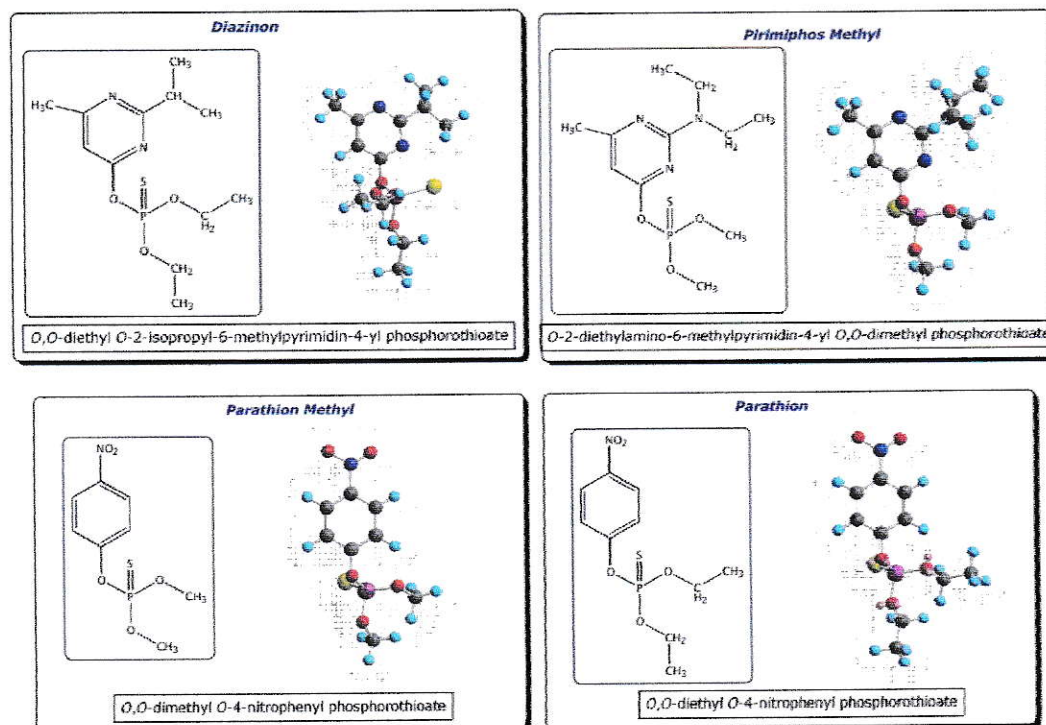 Diazinon
CH₃
H₃C
N
CH
CH₃
N
S
O
P
O
CH₃
C
H₂
O
CH₂
CH₃
O,O-diethyl O-2-isopropyl-6-methylpyrimidin-4-yl phosphorothioate
Pirimiphos Methyl
H₃C
CH₂
H₃C
N
N
CH₃
C
H₂
N
S
O
P
O
CH₃
O
CH₃
O-2-diethylamino-6-methylpyrimidin-4-yl O,O-dimethyl phosphorothioate
Parathion Methyl
NO₂
S
O
P
O
CH₃
O
CH₃
O,O-dimethyl O-4-nitrophenyl phosphorothioate
Parathion
NO₂
S
O
P
O
CH₃
C
H₂
O
CH₂
CH₃
O,O-diethyl O-4-nitrophenyl phosphorothioate